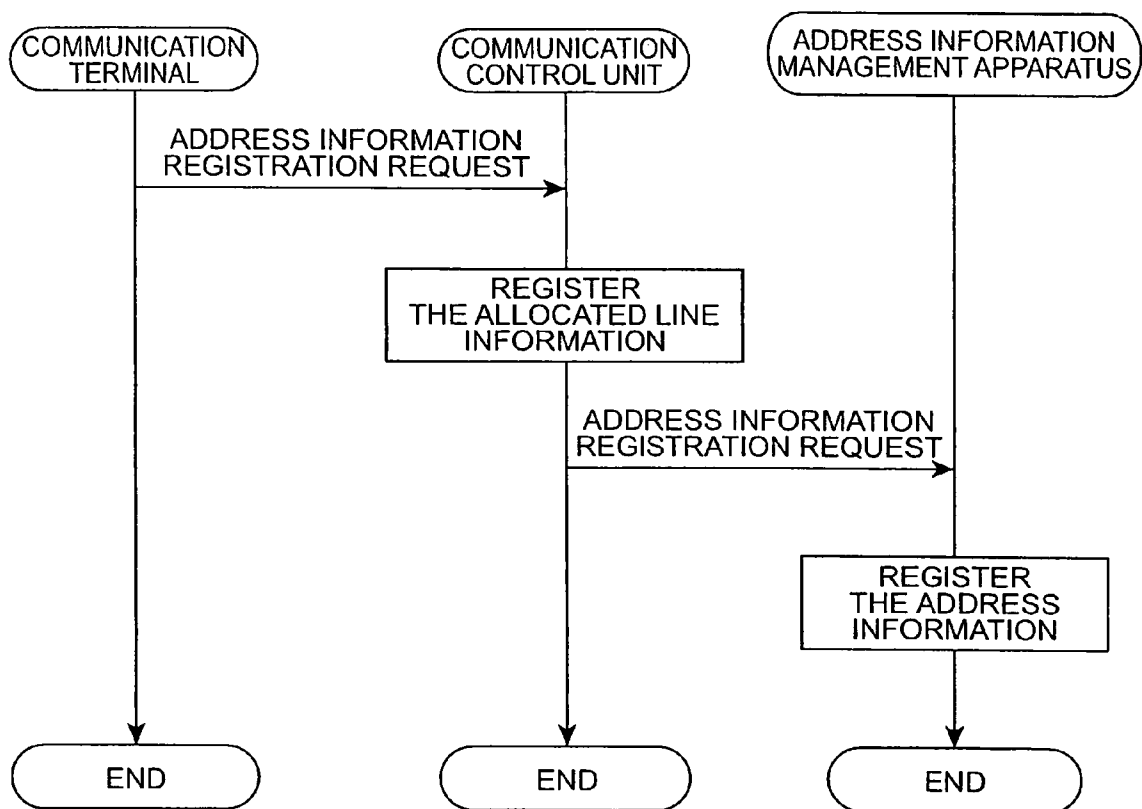 COMMUNICATION
TERMINAL
COMMUNICATION
CONTROL UNIT
ADDRESS INFORMATION
MANAGEMENT APPARATUS
ADDRESS INFORMATION
REGISTRATION REQUEST
REGISTER
THE ALLOCATED LINE
INFORMATION
ADDRESS INFORMATION
REGISTRATION REQUEST
REGISTER
THE ADDRESS
INFORMATION
END
END
END